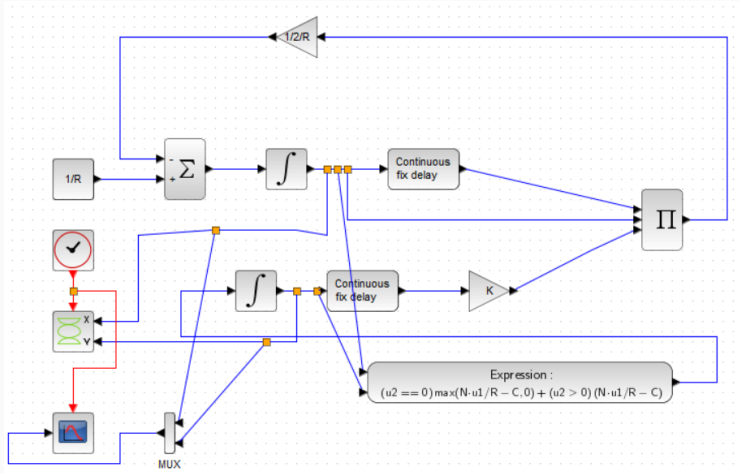 1/2/R
-
Σ
+
1/R
∫
Continuous
fix delay
Π
∫
Continuous
fix delay
K
X
Y
Expression :
(u2 == 0) max(N·u1/R − C, 0) + (u2 > 0) (N·u1/R − C)
MUX